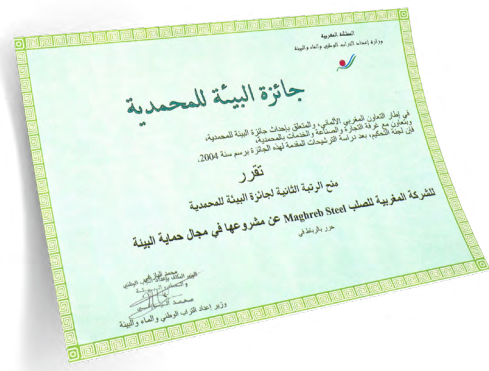 المملكة المغربية
وزارة إعداد التراب الوطني والماء والبيئة
جائزة البيئة للمحمدية
في إطار التعاون المغربي الألماني، والمتعلق بإحداث جائزة البيئة للمحمدية،
وبتعاون مع غرفة التجارة والصناعة والخدمات بالمحمدية،
فإن لجنة التحكيم، بعد دراسة الترشيحات المقدمة لهذه الجائزة برسم سنة 2004.
تقرر
منح الرتبة الثانية لجائزة البيئة للمحمدية
للشركة المغربية للصلب Maghreb Steel عن مشروعها في مجال حماية البيئة
حرر بالرباط في
محمد اليازغي
وزير إعداد التراب الوطني والماء والبيئة